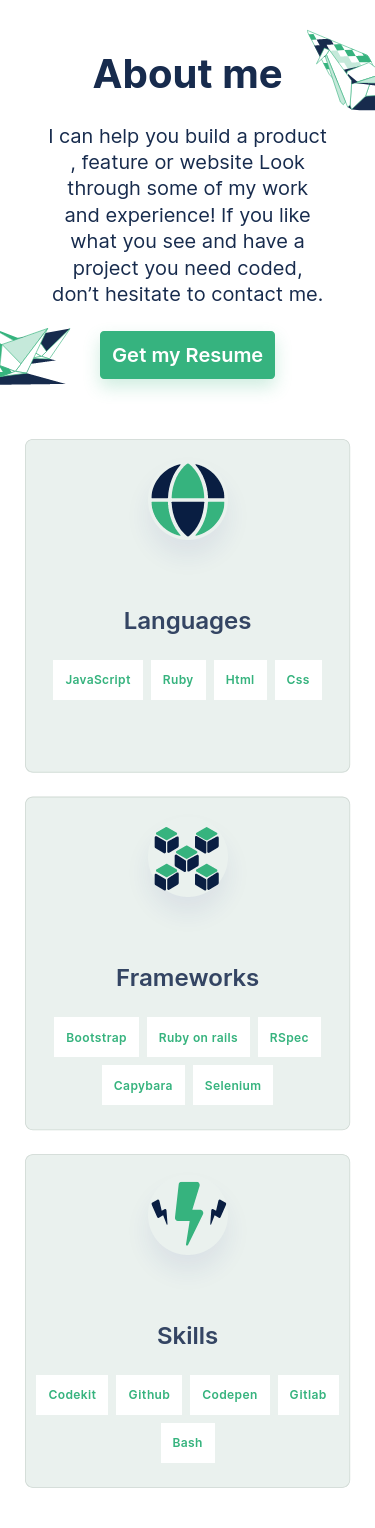 About me
I can help you build a product
, feature or website Look
through some of my work
and experience! If you like
what you see and have a
project you need coded,
don’t hesitate to contact me.
Get my Resume
Languages
JavaScript Ruby Html Css
Frameworks
Bootstrap Ruby on rails RSpec
Capybara Selenium
Skills
Codekit Github Codepen Gitlab
Bash